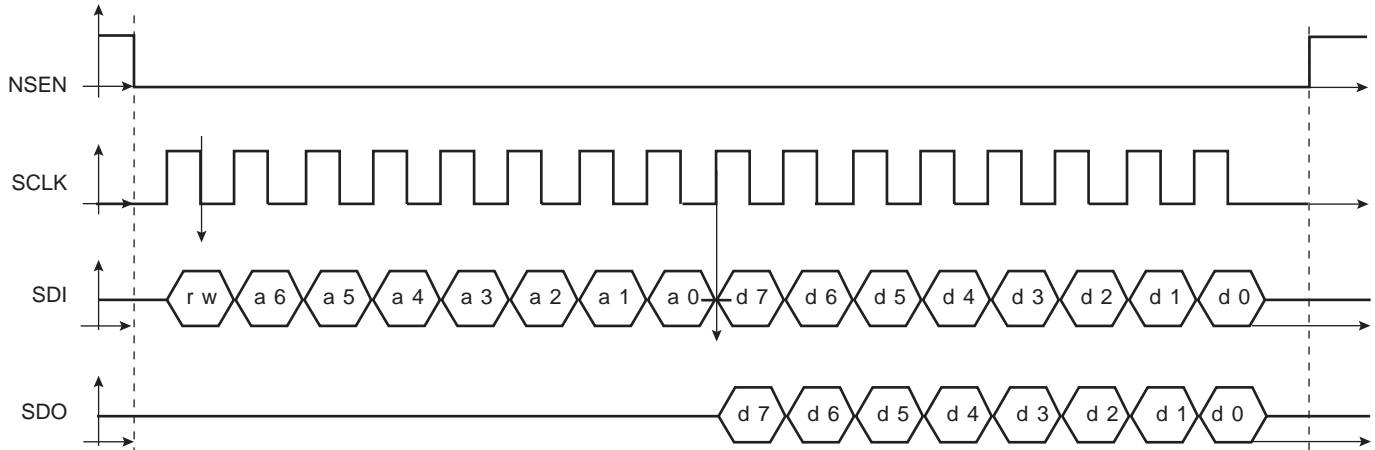 NSEN
SCLK
SDI r w a 6 a 5 a 4 a 3 a 2 a 1 a 0 d 7 d 6 d 5 d 4 d 3 d 2 d 1 d 0
SDO d 7 d 6 d 5 d 4 d 3 d 2 d 1 d 0